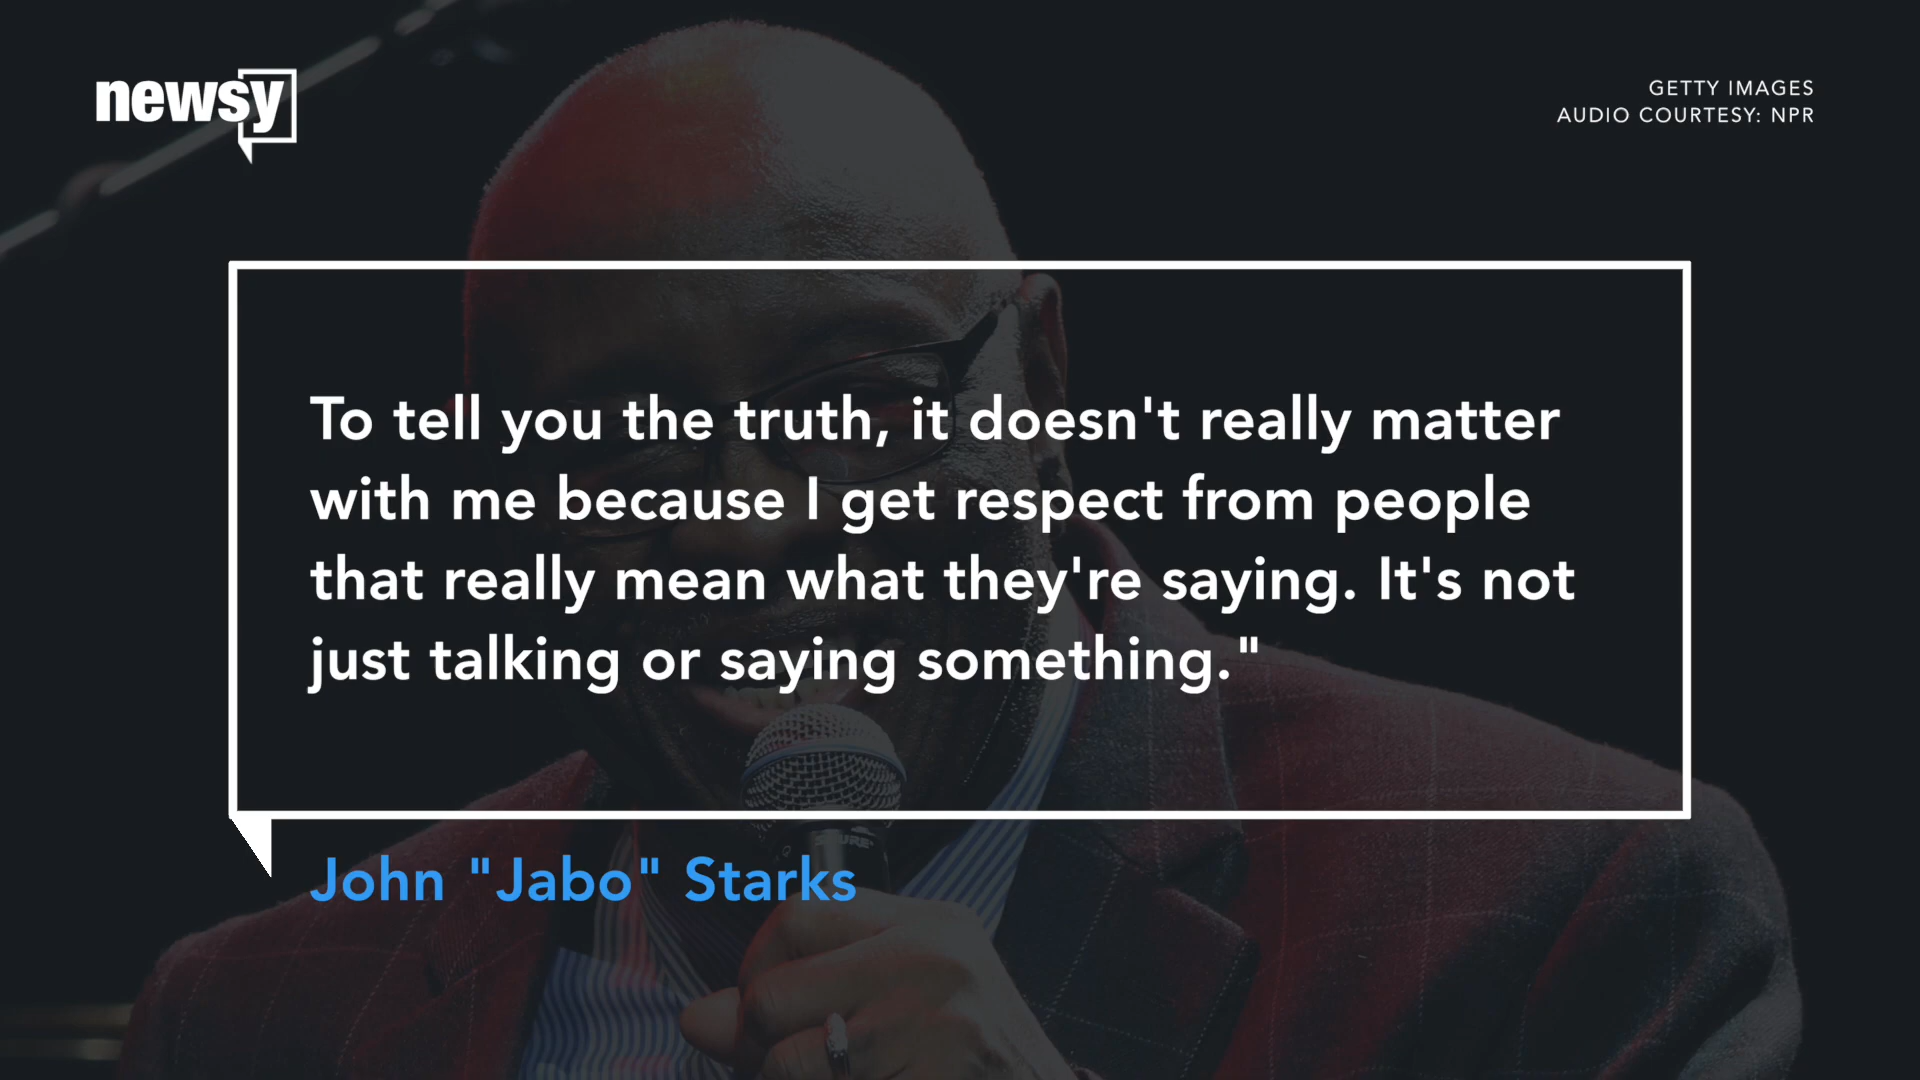 newsy
GETTY IMAGES
AUDIO COURTESY: NPR
To tell you the truth, it doesn't really matter
with me because I get respect from people
that really mean what they're saying. It's not
just talking or saying something."
SHURE
John "Jabo" Starks